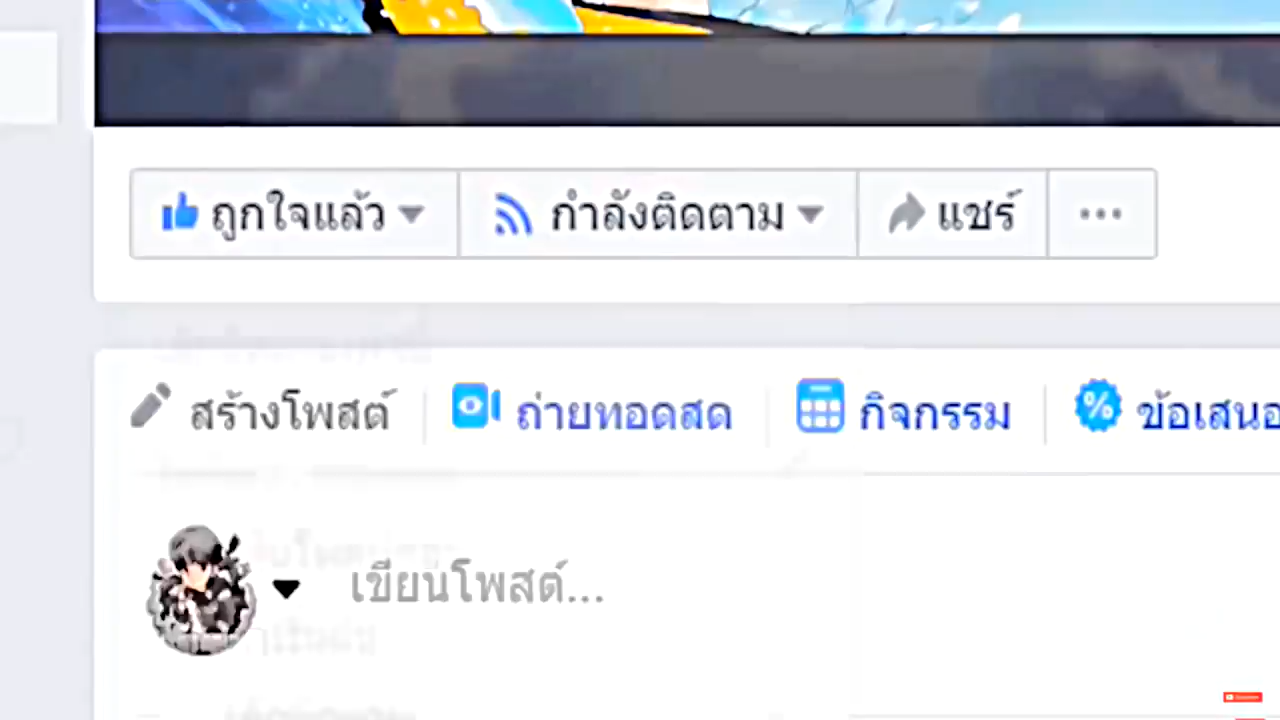 ถูกใจแล้ว กำลังติดตาม แชร์ ...
สร้างโพสต์ ถ่ายทอดสด กิจกรรม ข้อเสนอ
เขียนโพสต์...